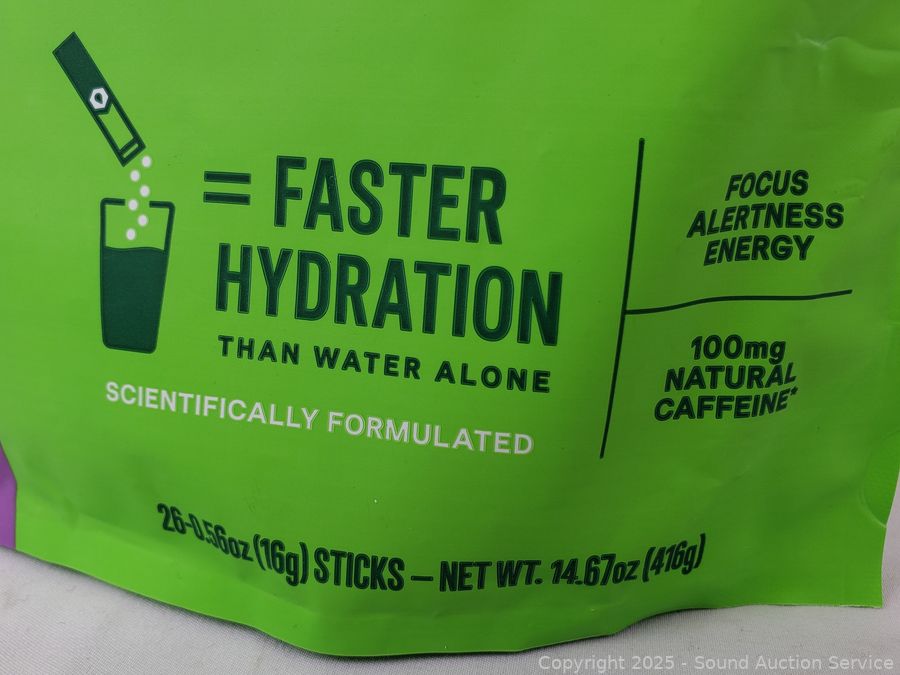 = FASTER
HYDRATION
THAN WATER ALONE
SCIENTIFICALLY FORMULATED
FOCUS
ALERTNESS
ENERGY
100mg
NATURAL
CAFFEINE*
26-0.56oz (16g) STICKS – NET WT. 14.67oz (416g)
Copyright 2025 - Sound Auction Service